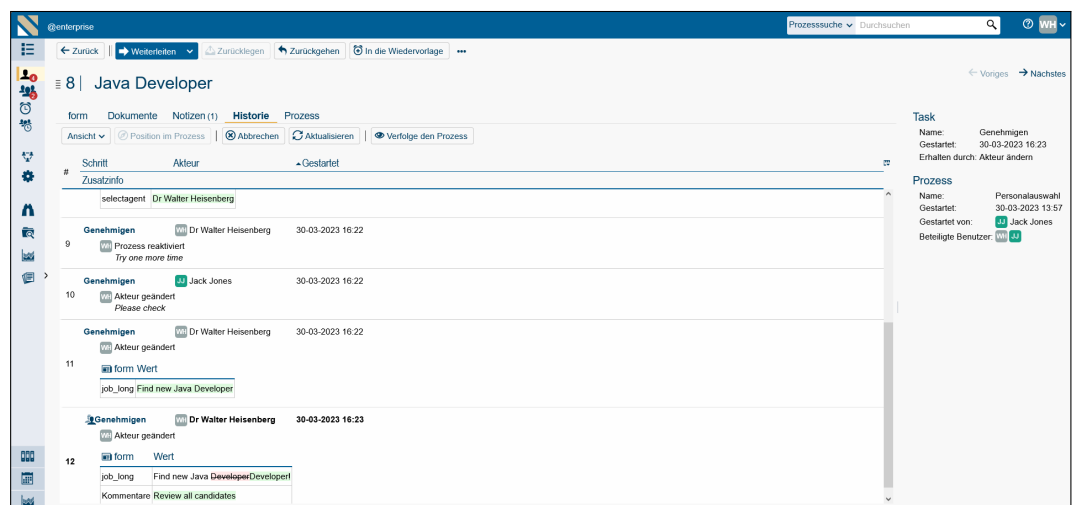 @enterprise
Prozesssuche Durchsuchen
WH
Zurück Weiterleiten Zurücklegen Zurückgehen In die Wiedervorlage •••
Voriges Nächstes
8 | Java Developer
form Dokumente Notizen (1) Historie Prozess
Ansicht Position im Prozess Abbrechen Aktualisieren Verfolge den Prozess
# Schritt Akteur Gestartet
Zusatzinfo
selectagent Dr Walter Heisenberg
Genehmigen WH Dr Walter Heisenberg 30-03-2023 16:22
9 WH Prozess reaktiviert
Try one more time
Genehmigen JJ Jack Jones 30-03-2023 16:22
10 WH Akteur geändert
Please check
Genehmigen WH Dr Walter Heisenberg 30-03-2023 16:22
WH Akteur geändert
11 form Wert
job_long Find new Java Developer
Genehmigen WH Dr Walter Heisenberg 30-03-2023 16:23
WH Akteur geändert
12 form Wert
job_long Find new Java DeveloperDeveloper!
Kommentare Review all candidates
Task
Name: Genehmigen
Gestartet: 30-03-2023 16:23
Erhalten durch: Akteur ändern
Prozess
Name: Personalauswahl
Gestartet: 30-03-2023 13:57
Gestartet von: JJ Jack Jones
Beteiligte Benutzer: WH JJ